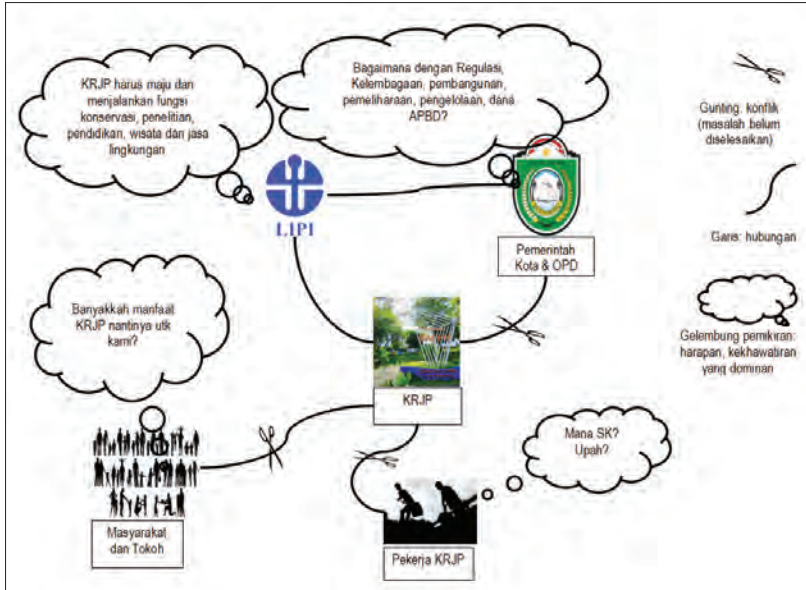 KRJP harus maju dan
menjalankan fungsi
konservasi, penelitian,
pendidikan, wisata dan jasa
lingkungan
Bagaimana dengan Regulasi,
Kelembagaan, pembangunan,
pemeliharaan, pengelolaan, dana
APBD?
Gunting: konflik
(masalah belum
diselesaikan)
LIPI
Pemerintah
Kota & OPD
Garis: hubungan
Banyakkah manfaat
KRJP nantinya utk
kami?
Gelembung pemikiran:
harapan, kekhawatiran
yang dominan
KRJP
Mana SK?
Upah?
Masyarakat
dan Tokoh
Pekerja KRJP